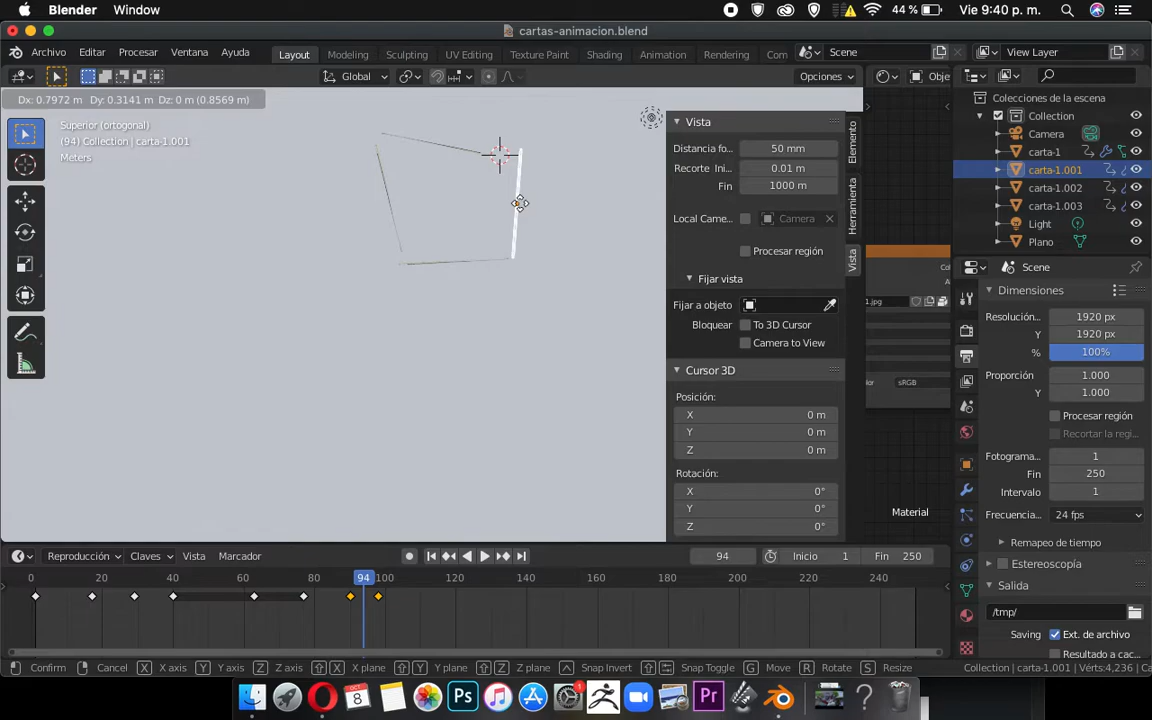 Blender Window 44 % Vie 9:40 p. m.
cartas-animacion.blend
Archivo Editar Procesar Ventana Ayuda Layout Modeling Sculpting UV Editing Texture Paint Shading Animation Rendering Com Scene View Layer
Global Opciones Obje
Dx: 0.7972 m Dy: 0.3141 m Dz: 0 m (0.8569 m)
Superior (ortogonal)
(94) Collection | carta-1.001
Meters
Vista
Distancia fo... 50 mm
Recorte Ini... 0.01 m
Fin 1000 m
Local Came... Camera
Procesar región
Fijar vista
Fijar a objeto
Bloquear To 3D Cursor
Camera to View
Cursor 3D
Posición:
X 0 m
Y 0 m
Z 0 m
Rotación:
X 0°
Y 0°
Z 0°
Elemento
Herramienta
Vista
1.jpg
sRGB
Material
Colecciones de la escena
Collection
Camera
carta-1
carta-1.001
carta-1.002
carta-1.003
Light
Plano
Scene
Dimensiones
Resolución... 1920 px
Y 1920 px
% 100%
Proporción 1.000
Y 1.000
Procesar región
Recortar la regi...
Fotograma... 1
Fin 250
Intervalo 1
Frecuencia... 24 fps
Remapeo de tiempo
Estereoscopía
Salida
/tmp/
Saving Ext. de archivo
Resultado a cac...
Reproducción Claves Vista Marcador 94 Inicio 1 Fin 250
0 20 40 60 80 94 100 120 140 160 180 200 220 240
Confirm Cancel X X axis Y Y axis Z Z axis X X plane Y Y plane Z Z plane Snap Invert Snap Toggle G Move R Rotate S Resize Collection | carta-1.001 | Vérts:4,236 | Ca
8 Ps 1 Pr